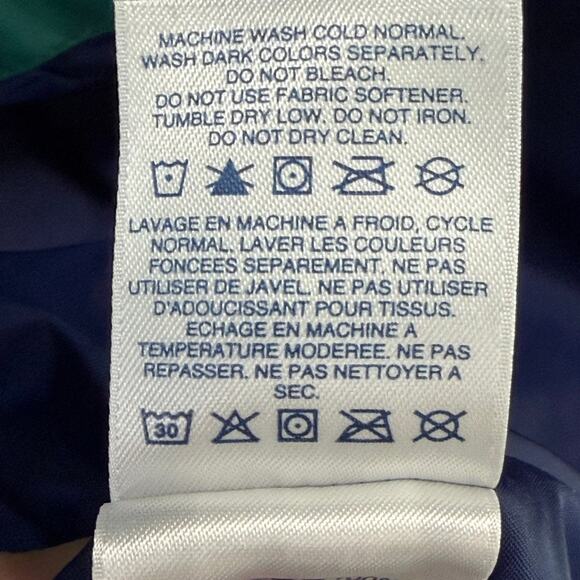 MACHINE WASH COLD NORMAL.
WASH DARK COLORS SEPARATELY.
DO NOT BLEACH.
DO NOT USE FABRIC SOFTENER.
TUMBLE DRY LOW. DO NOT IRON.
DO NOT DRY CLEAN.
LAVAGE EN MACHINE A FROID, CYCLE
NORMAL. LAVER LES COULEURS
FONCEES SEPAREMENT. NE PAS
UTILISER DE JAVEL. NE PAS UTILISER
D'ADOUCISSANT POUR TISSUS.
ECHAGE EN MACHINE A
TEMPERATURE MODEREE. NE PAS
REPASSER. NE PAS NETTOYER A
SEC.
30